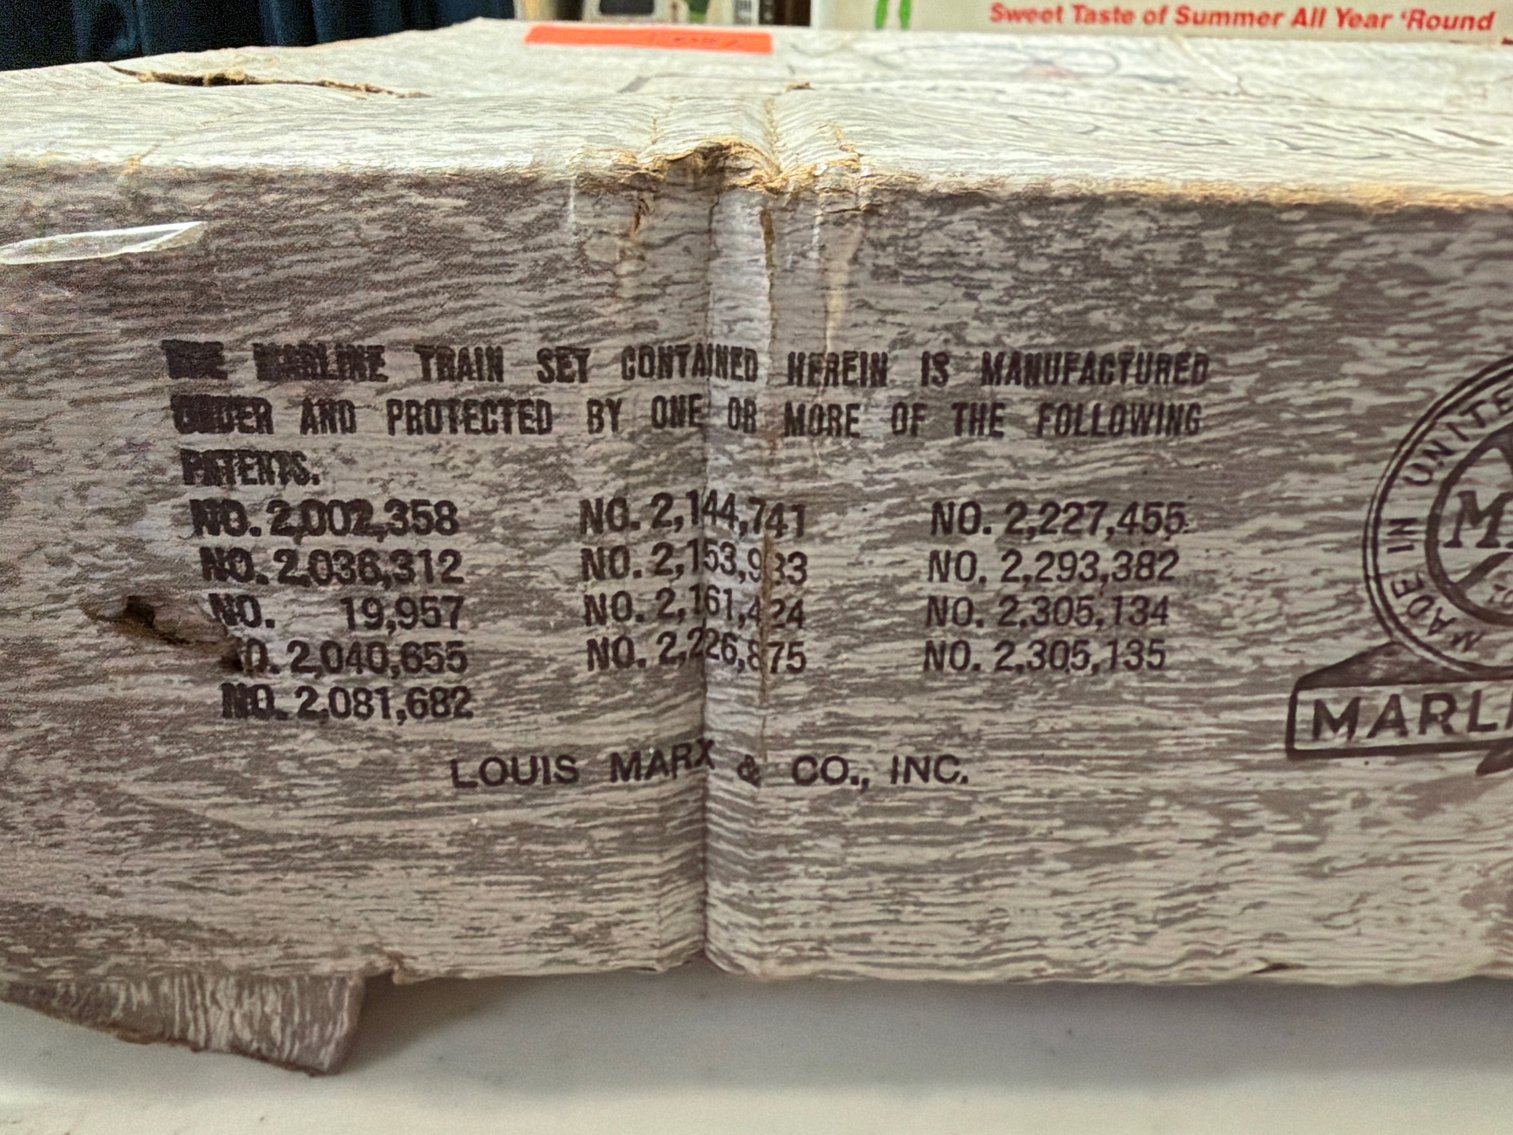 Sweet Taste of Summer All Year 'Round
THE MARLINE TRAIN SET CONTAINED HEREIN IS MANUFACTURED
UNDER AND PROTECTED BY ONE OR MORE OF THE FOLLOWING
PATENTS.
NO. 2,002,358 NO. 2,144,741 NO. 2,227,455
NO. 2,036,312 NO. 2,153,933 NO. 2,293,382
NO. 19,957 NO. 2,161,424 NO. 2,305,134
NO. 2,040,655 NO. 2,226,875 NO. 2,305,135
NO. 2,081,682
LOUIS MARX & CO., INC.
MADE IN UNITE
MA
MARLI